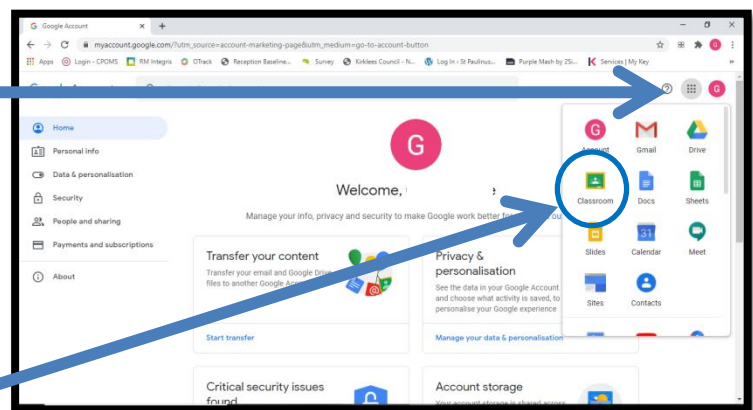 Google Account
myaccount.google.com/?utm_source=account-marketing-page&utm_medium=go-to-account-button
Apps Login - CPOMS RM Integris OTrack Reception Baseline... Survey Kirklees Council - N... Log In ‹ St Paulinus... Purple Mash by 2Si... Services | My Key
G
Home
Personal info
Data & personalisation
Security
People and sharing
Payments and subscriptions
About
G
Welcome,
Manage your info, privacy and security to make Google work better for
Transfer your content
Transfer your email and Google Drive
files to another Google
Start transfer
Privacy &
personalisation
See the data in your Google Account
and choose what activity is saved, to
personalise your Google experience
Manage your data & personalisation
Critical security issues
found
Account storage
Your account storage is shared across
G
Account Gmail Drive
Classroom Docs Sheets
31
Slides Calendar Meet
Sites Contacts